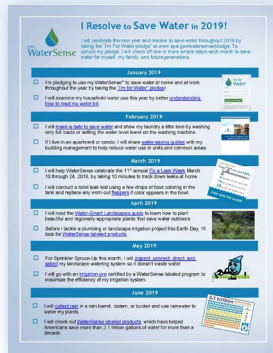 I Resolve to Save Water in 2019!
I will celebrate the new year and resolve to save water throughout 2019 by
taking the "I'm For Water pledge" at www.epa.gov/watersense/pledge. To
uphold my pledge, I will check off one or more simple steps each month to save
water for myself, my family, and future generations.
WaterSense
January 2019
I'm pledging to use my WaterSense® to save water at home and at work
throughout the year by taking the "I'm for Water" pledge!
I will examine my household water use this year by better understanding
how to read my water bill.
February 2019
I will make a date to save water and show my laundry a little love by washing
only full loads or setting the water level lower on the washing machine.
If I live in an apartment or condo, I will share water-saving guides with my
building management to help reduce water use in units and common areas.
March 2019
I will help WaterSense celebrate the 11th annual Fix a Leak Week March
18 through 24, 2019, by taking 10 minutes to track down leaks at home.
I will conduct a toilet leak test using a few drops of food coloring in the
tank and replace any worn-out flappers if color appears in the bowl.
April 2019
I will read the Water-Smart Landscapes guide to learn how to plant
beautiful and regionally-appropriate plants that save water outdoors.
Before I tackle a plumbing or landscape irrigation project this Earth Day, I'll
look for WaterSense labeled products.
May 2019
For Sprinkler Spruce-Up this month, I will inspect, connect, direct, and
select my landscape watering system so it doesn't waste water.
I will go with an irrigation pro certified by a WaterSense labeled program to
maximize the efficiency of my irrigation system.
June 2019
I will collect rain in a rain barrel, cistern, or bucket and use rainwater to
water my plants.
I will check out WaterSense labeled products, which have helped
Americans save more than 2.1 trillion gallons of water for more than a
decade.